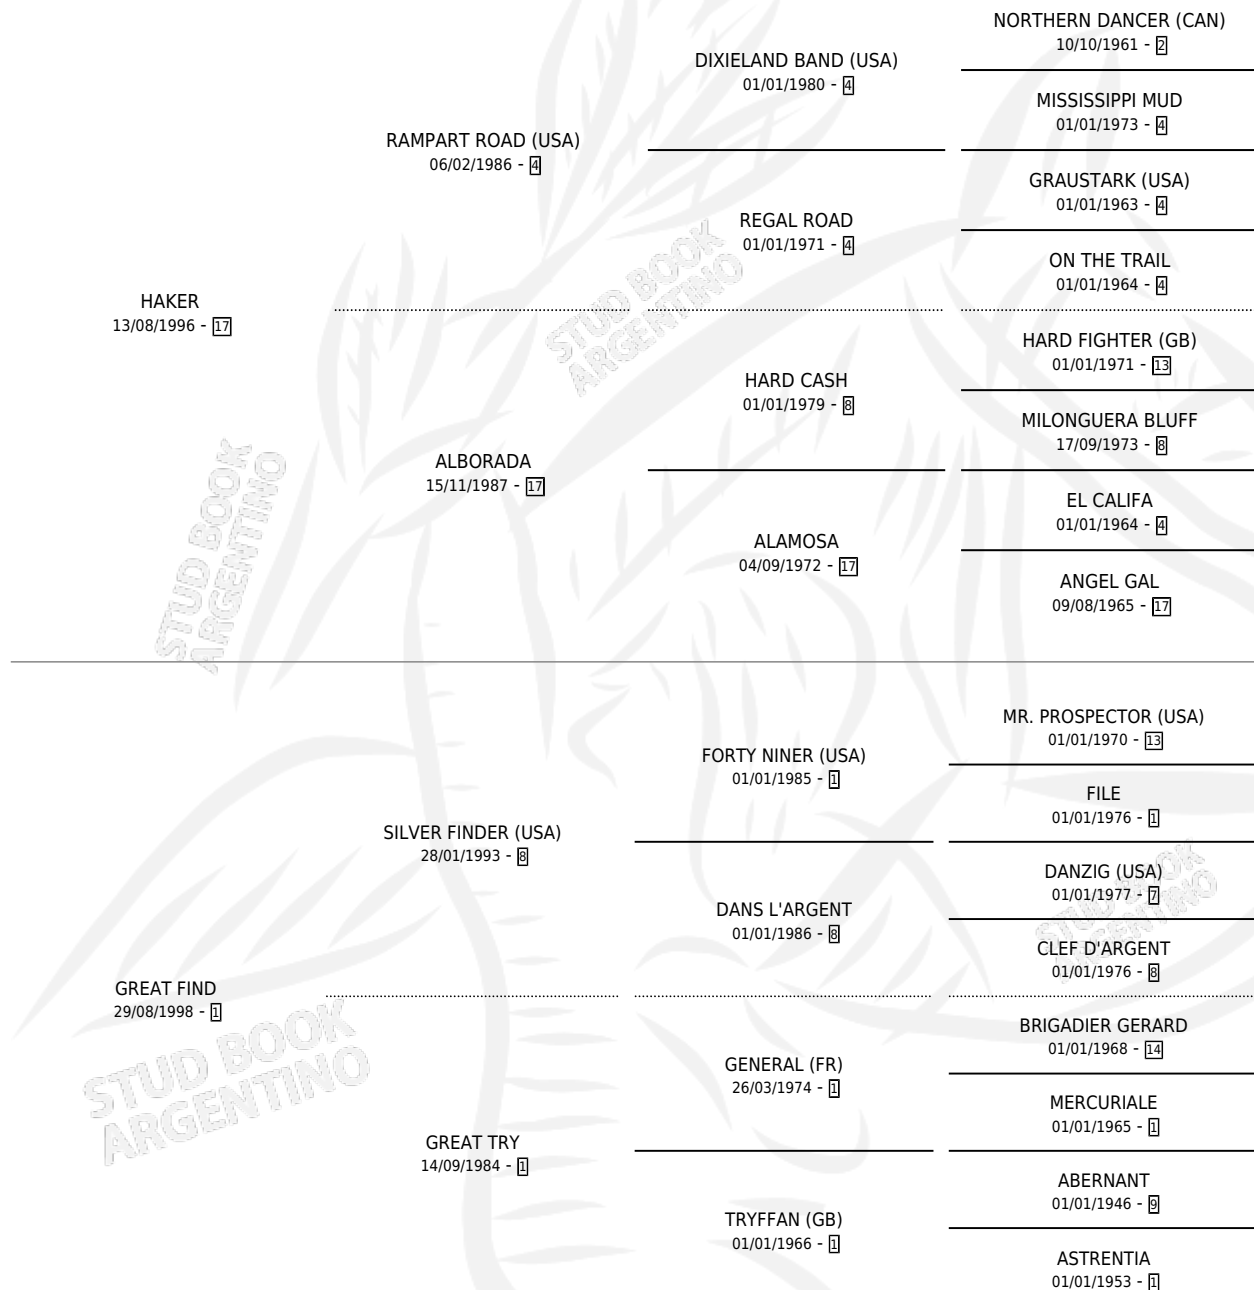 NORTHERN DANCER (CAN)
10/10/1961 - 2
DIXIELAND BAND (USA)
01/01/1980 - 4
MISSISSIPPI MUD
01/01/1973 - 4
RAMPART ROAD (USA)
06/02/1986 - 4
GRAUSTARK (USA)
01/01/1963 - 4
REGAL ROAD
01/01/1971 - 4
ON THE TRAIL
01/01/1964 - 4
HAKER
13/08/1996 - 17
HARD FIGHTER (GB)
01/01/1971 - 13
HARD CASH
01/01/1979 - 8
MILONGUERA BLUFF
17/09/1973 - 8
ALBORADA
15/11/1987 - 17
EL CALIFA
01/01/1964 - 4
ALAMOSA
04/09/1972 - 17
ANGEL GAL
09/08/1965 - 17
MR. PROSPECTOR (USA)
01/01/1970 - 13
FORTY NINER (USA)
01/01/1985 - 1
FILE
01/01/1976 - 1
SILVER FINDER (USA)
28/01/1993 - 8
DANZIG (USA)
01/01/1977 - 7
DANS L'ARGENT
01/01/1986 - 8
CLEF D'ARGENT
01/01/1976 - 8
GREAT FIND
29/08/1998 - 1
BRIGADIER GERARD
01/01/1968 - 14
GENERAL (FR)
26/03/1974 - 1
MERCURIALE
01/01/1965 - 1
GREAT TRY
14/09/1984 - 1
ABERNANT
01/01/1946 - 9
TRYFFAN (GB)
01/01/1966 - 1
ASTRENTIA
01/01/1953 - 1
STUD BOOK
ARGENTINO
STUD BOOK
ARGENTINO
STUD BOOK
ARGENTINO
STUD BOOK
ARGENTINO